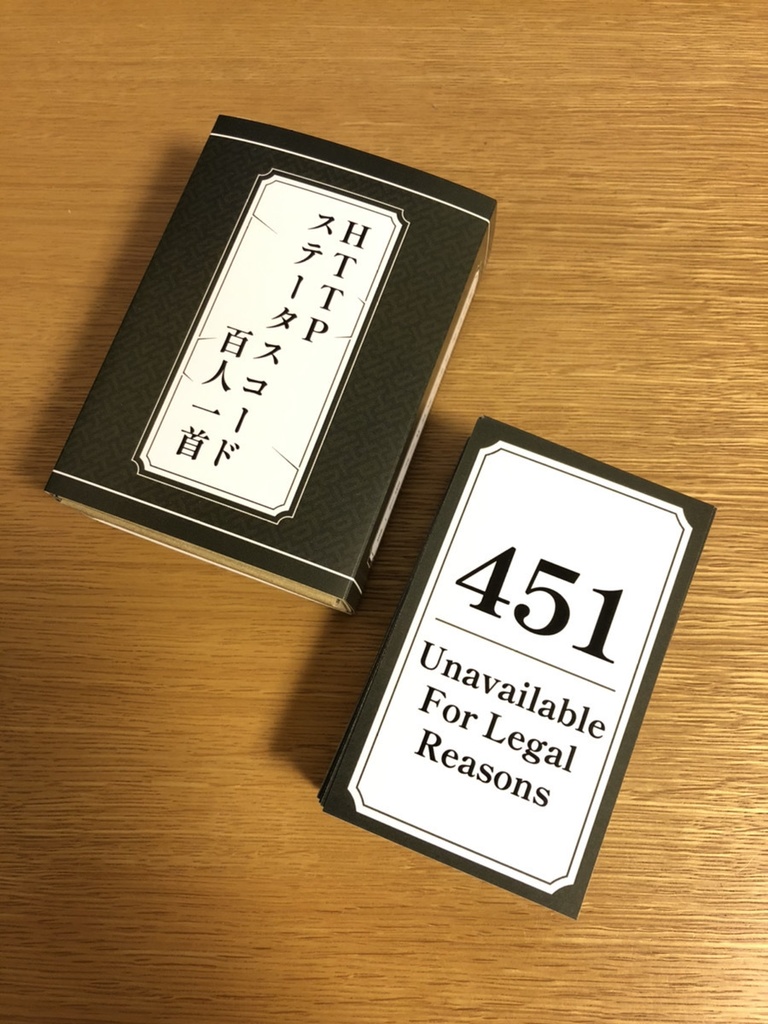 HTTP
ステータスコード
百人一首
451
Unavailable
For Legal
Reasons